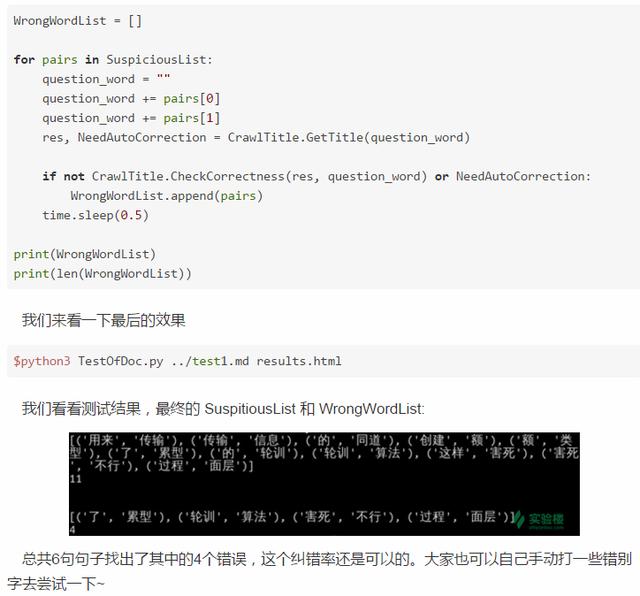 WrongWordList = []
for pairs in SuspiciousList:
question_word = ""
question_word += pairs[0]
question_word += pairs[1]
res, NeedAutoCorrection = CrawlTitle.GetTitle(question_word)
if not CrawlTitle.CheckCorrectness(res, question_word) or NeedAutoCorrection:
WrongWordList.append(pairs)
time.sleep(0.5)
print(WrongWordList)
print(len(WrongWordList))
我们来看一下最后的效果
$python3 TestOfDoc.py ../test1.md results.html
我们看看测试结果，最终的 SuspitiousList 和 WrongWordList:
[('用来', '传输'), ('传输', '信息'), ('的', '同道'), ('创建', '额'), ('额', '类
型'), ('了', '累型'), ('的', '轮训'), ('轮训', '算法'), ('这样', '害死'), ('害死
', '不行'), ('过程', '面层')]
11
[('了', '累型'), ('轮训', '算法'), ('害死', '不行'), ('过程', '面层')]
实验楼
4
总共6句句子找出了其中的4个错误，这个纠错率还是可以的。大家也可以自己手动打一些错别
字去尝试一下~